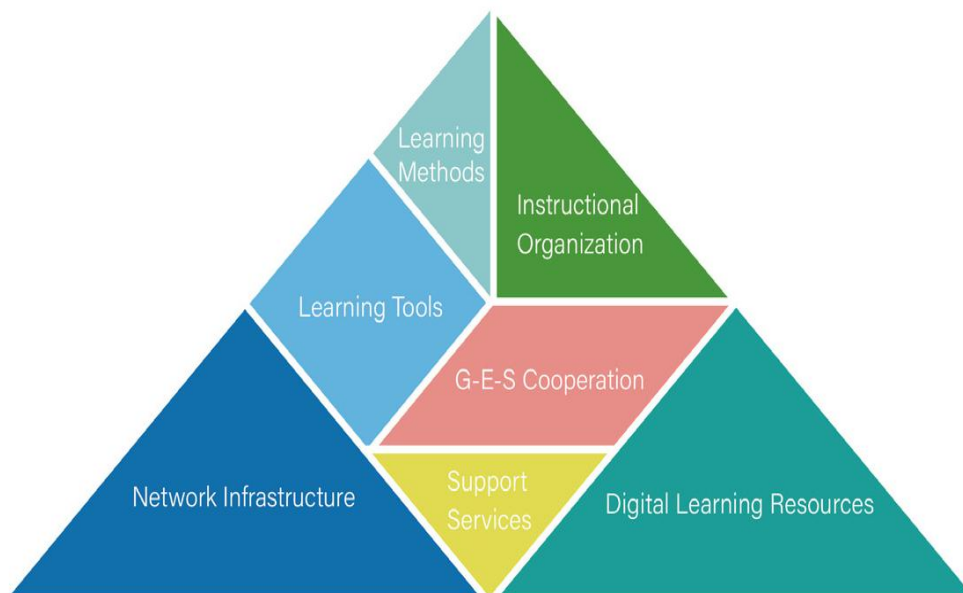 Learning
Methods
Instructional
Organization
Learning Tools
G-E-S Cooperation
Network Infrastructure
Support
Services
Digital Learning Resources